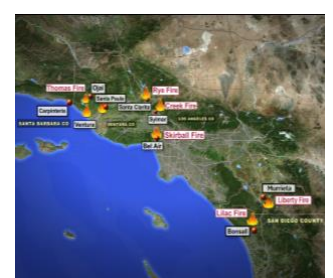 Thomas Fire
Ojai
Rye Fire
Santa Paula
Santa Clarita
Creek Fire
Carpinteria
Sylmar
LOS ANGELES CO
SANTA BARBARA CO
Ventura
VENTURA CO
Skirball Fire
Bel Air
Murrieta
Liberty Fire
Lilac Fire
SAN DIEGO COUNTY
Bonsall